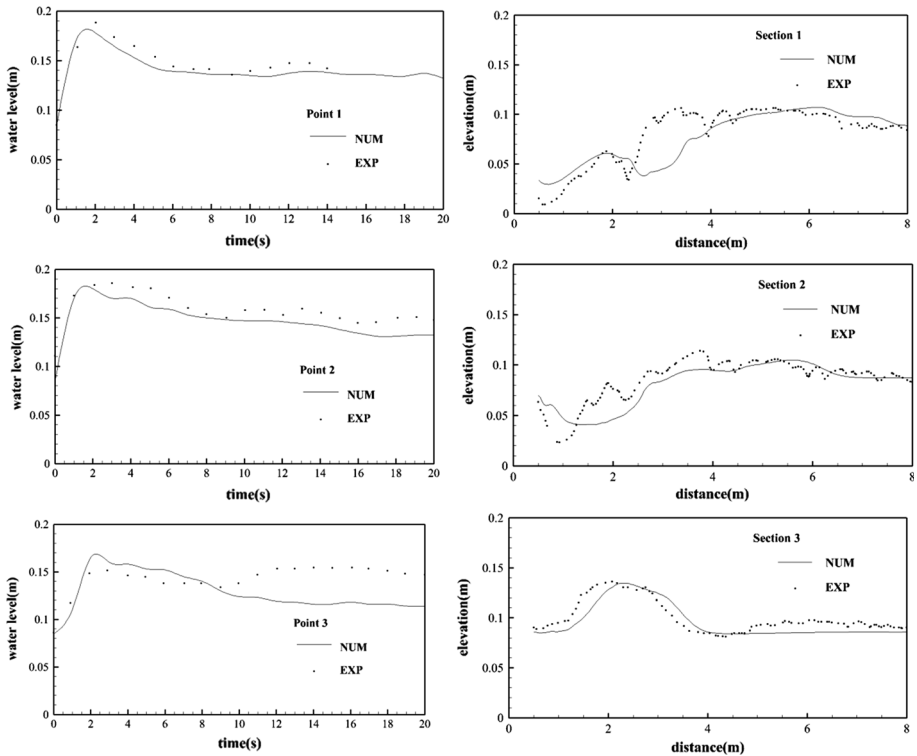 0.2
0.15
0.1
0.05
0
0 2 4 6 8 10 12 14 16 18 20
water level(m)
time(s)
Point 1
NUM
EXP
0.2
0.15
0.1
0.05
0
0 2 4 6 8
elevation(m)
distance(m)
Section 1
NUM
EXP
0.2
0.15
0.1
0.05
0
0 2 4 6 8 10 12 14 16 18 20
water level(m)
time(s)
Point 2
NUM
EXP
0.2
0.15
0.1
0.05
0
0 2 4 6 8
elevation(m)
distance(m)
Section 2
NUM
EXP
0.2
0.15
0.1
0.05
0
0 2 4 6 8 10 12 14 16 18 20
water level(m)
time(s)
Point 3
NUM
EXP
0.2
0.15
0.1
0.05
0
0 2 4 6 8
elevation(m)
distance(m)
Section 3
NUM
EXP